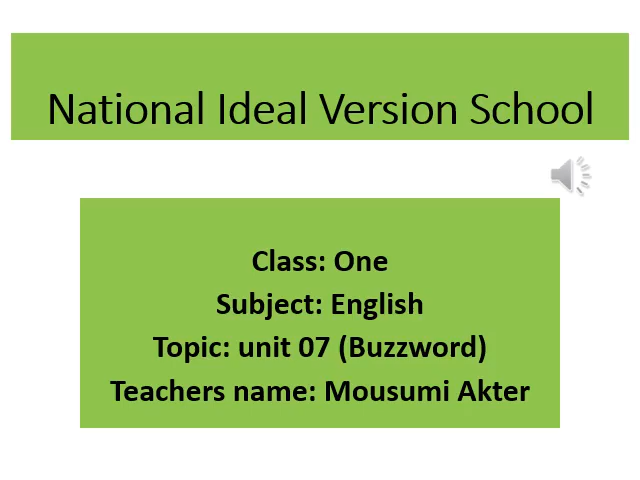 National Ideal Version School
Class: One
Subject: English
Topic: unit 07 (Buzzword)
Teachers name: Mousumi Akter